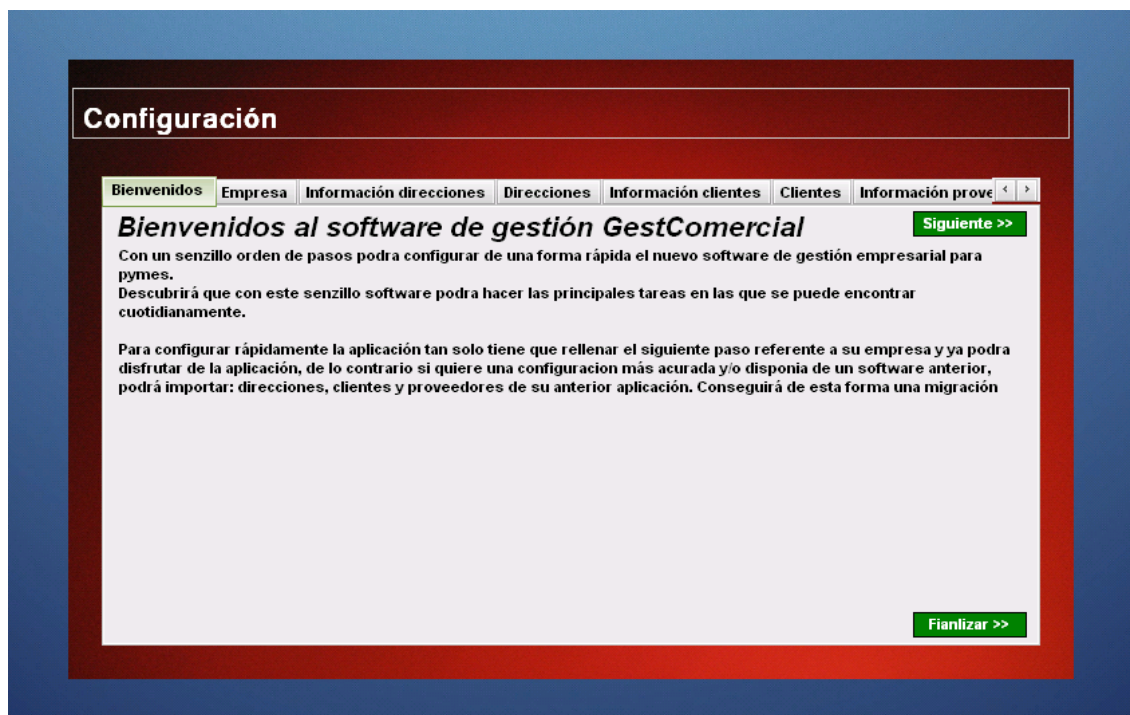 Configuración
Bienvenidos Empresa Información direcciones Direcciones Información clientes Clientes Información prove
Bienvenidos al software de gestión GestComercial
Siguiente >>
Con un senzillo orden de pasos podra configurar de una forma rápida el nuevo software de gestión empresarial para
pymes.
Descubrirá que con este senzillo software podra hacer las principales tareas en las que se puede encontrar
cuotidianamente.
Para configurar rápidamente la aplicación tan solo tiene que rellenar el siguiente paso referente a su empresa y ya podra
disfrutar de la aplicación, de lo contrario si quiere una configuracion más acurada y/o disponia de un software anterior,
podrá importar: direcciones, clientes y proveedores de su anterior aplicación. Conseguirá de esta forma una migración
Fianlizar >>